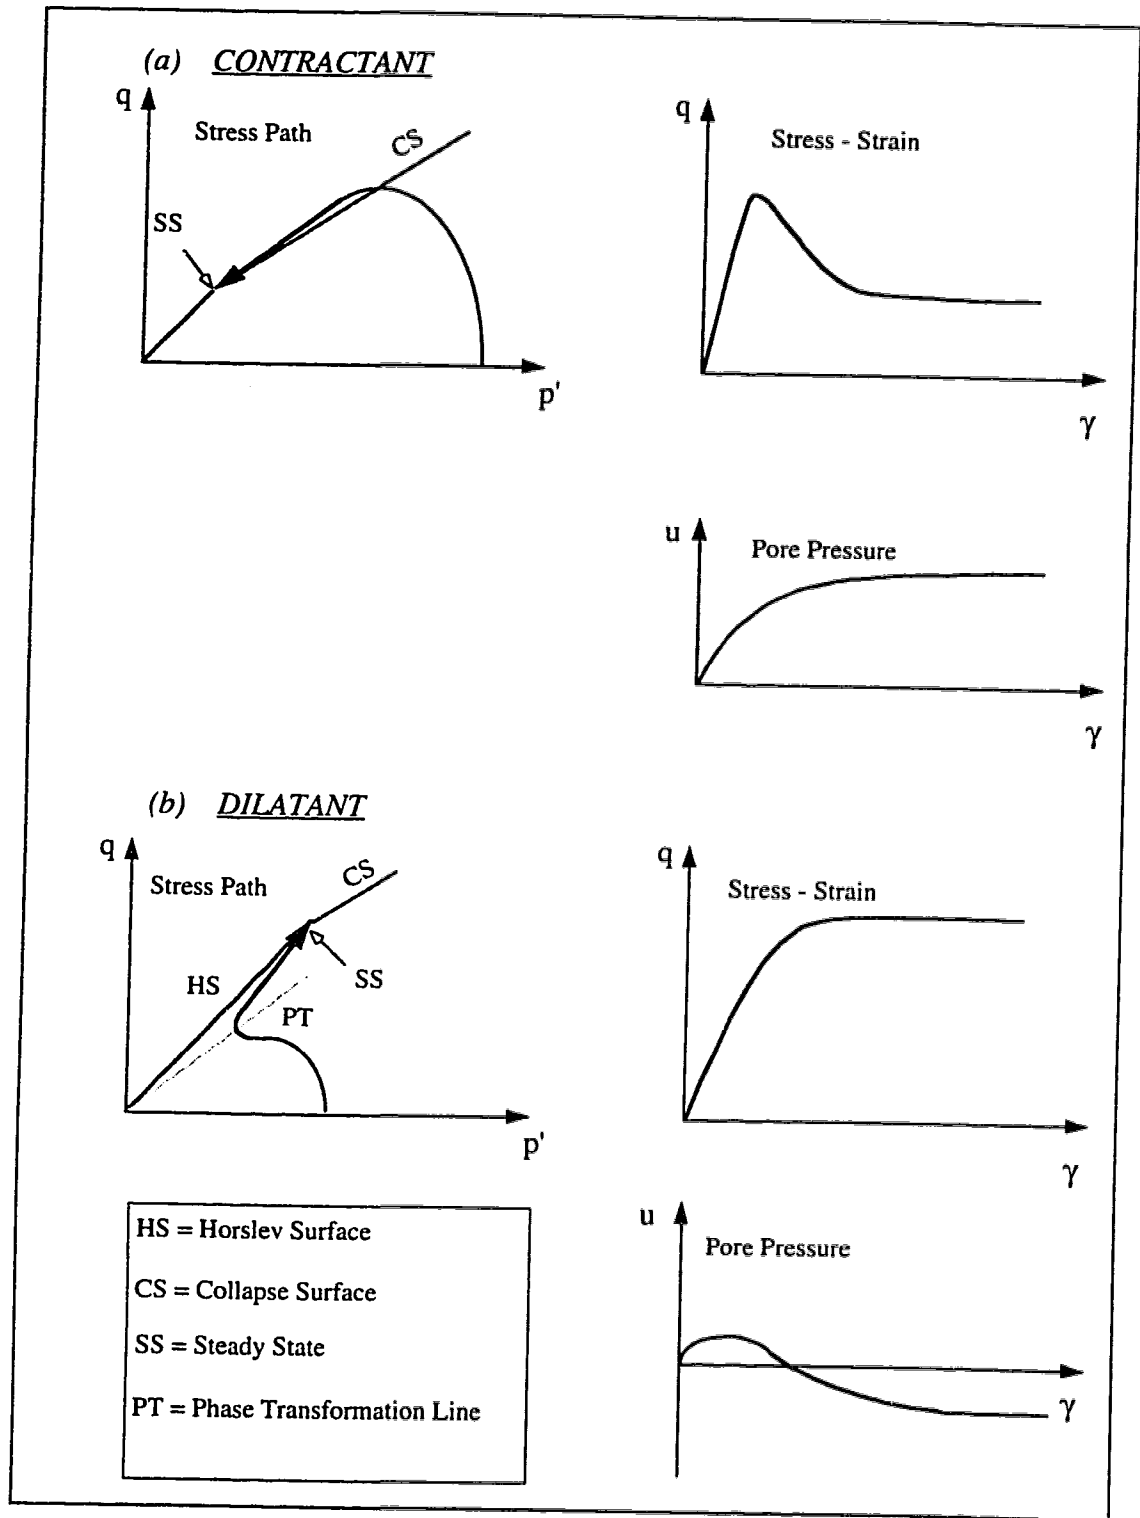 (a) CONTRACTANT
q
Stress Path
CS
SS
p'
q
Stress - Strain
γ
u
Pore Pressure
γ
(b) DILATANT
q
Stress Path
CS
HS
SS
PT
p'
q
Stress - Strain
γ
HS = Horslev Surface
CS = Collapse Surface
SS = Steady State
PT = Phase Transformation Line
u
Pore Pressure
γ